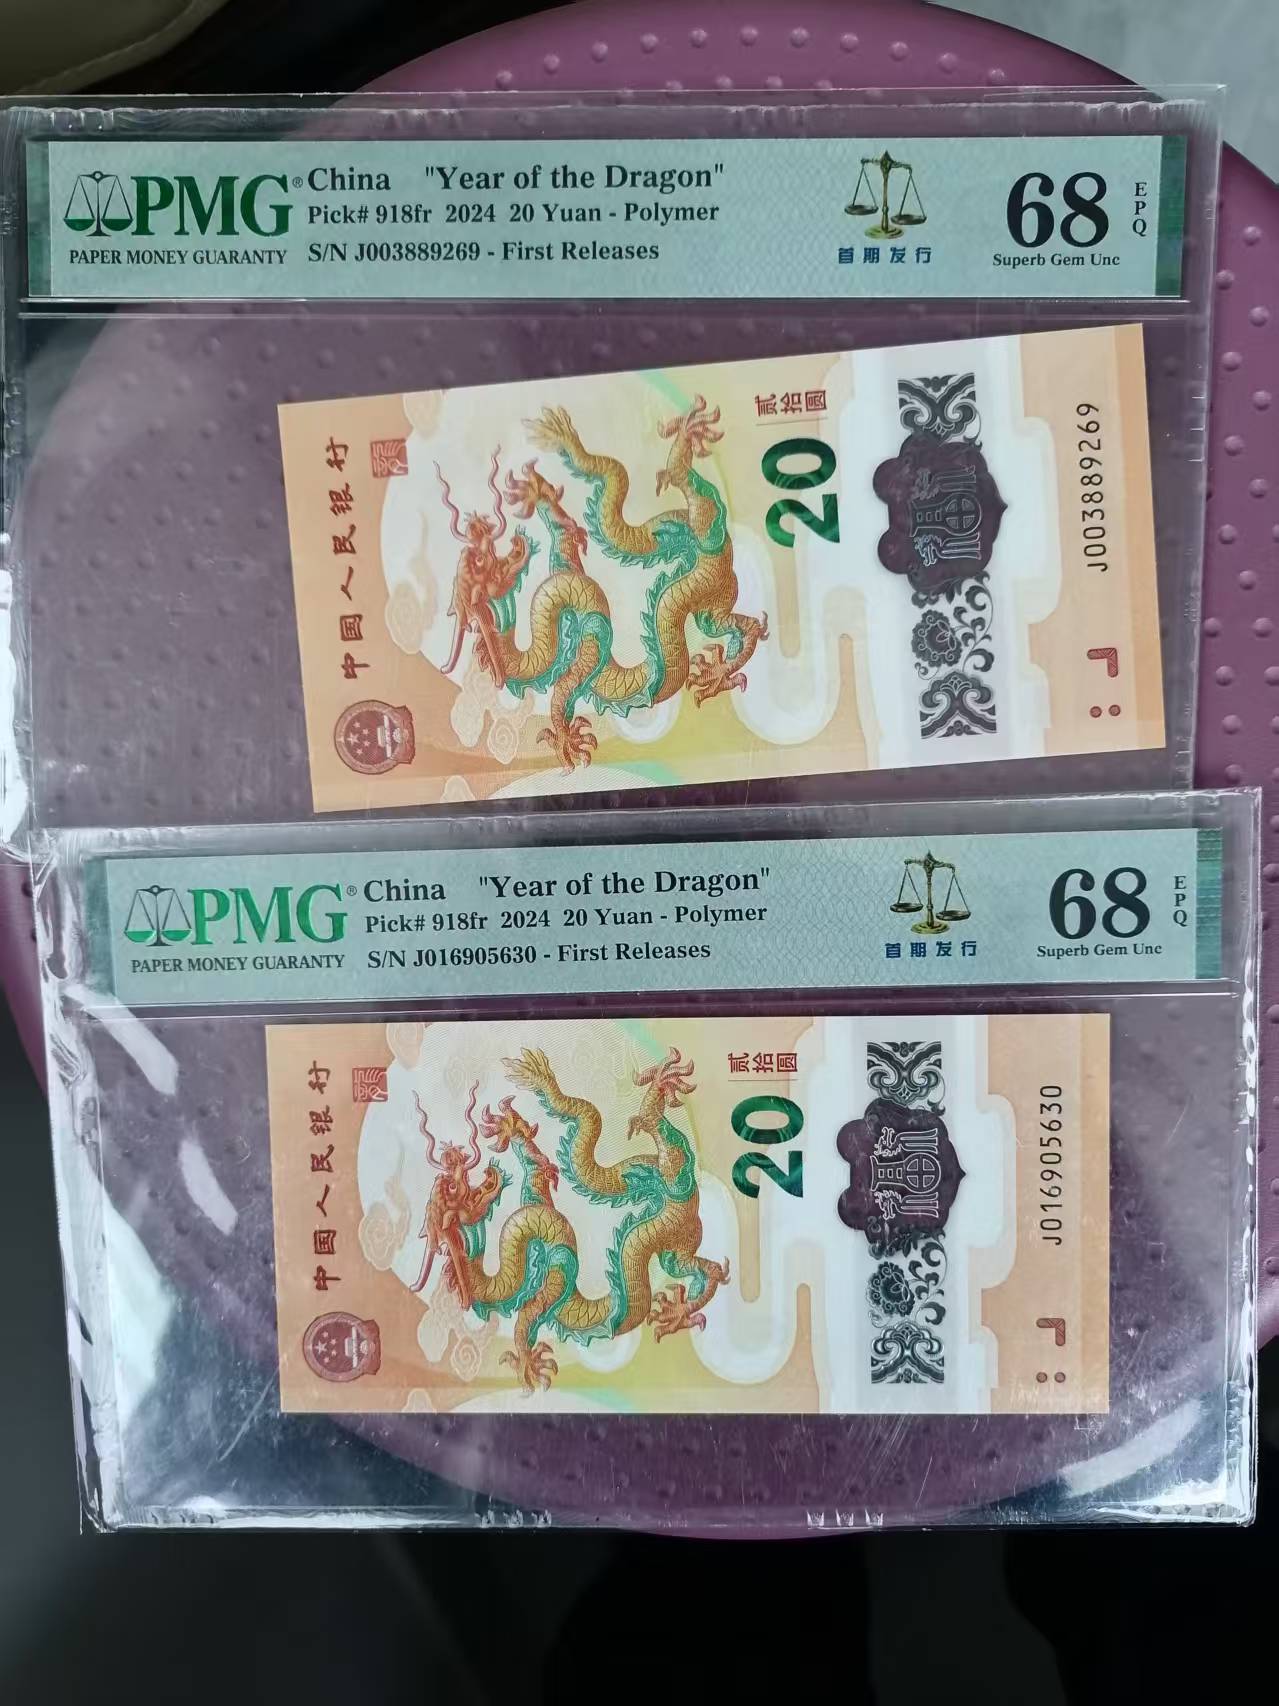 PMG® China "Year of the Dragon"
Pick# 918fr 2024 20 Yuan - Polymer
PAPER MONEY GUARANTY S/N J003889269 - First Releases
首期发行
68 EPQ
Superb Gem Unc
中国人民银行
贰拾圆
20
J003889269
PMG® China "Year of the Dragon"
Pick# 918fr 2024 20 Yuan - Polymer
PAPER MONEY GUARANTY S/N J016905630 - First Releases
首期发行
68 EPQ
Superb Gem Unc
中国人民银行
贰拾圆
20
J016905630